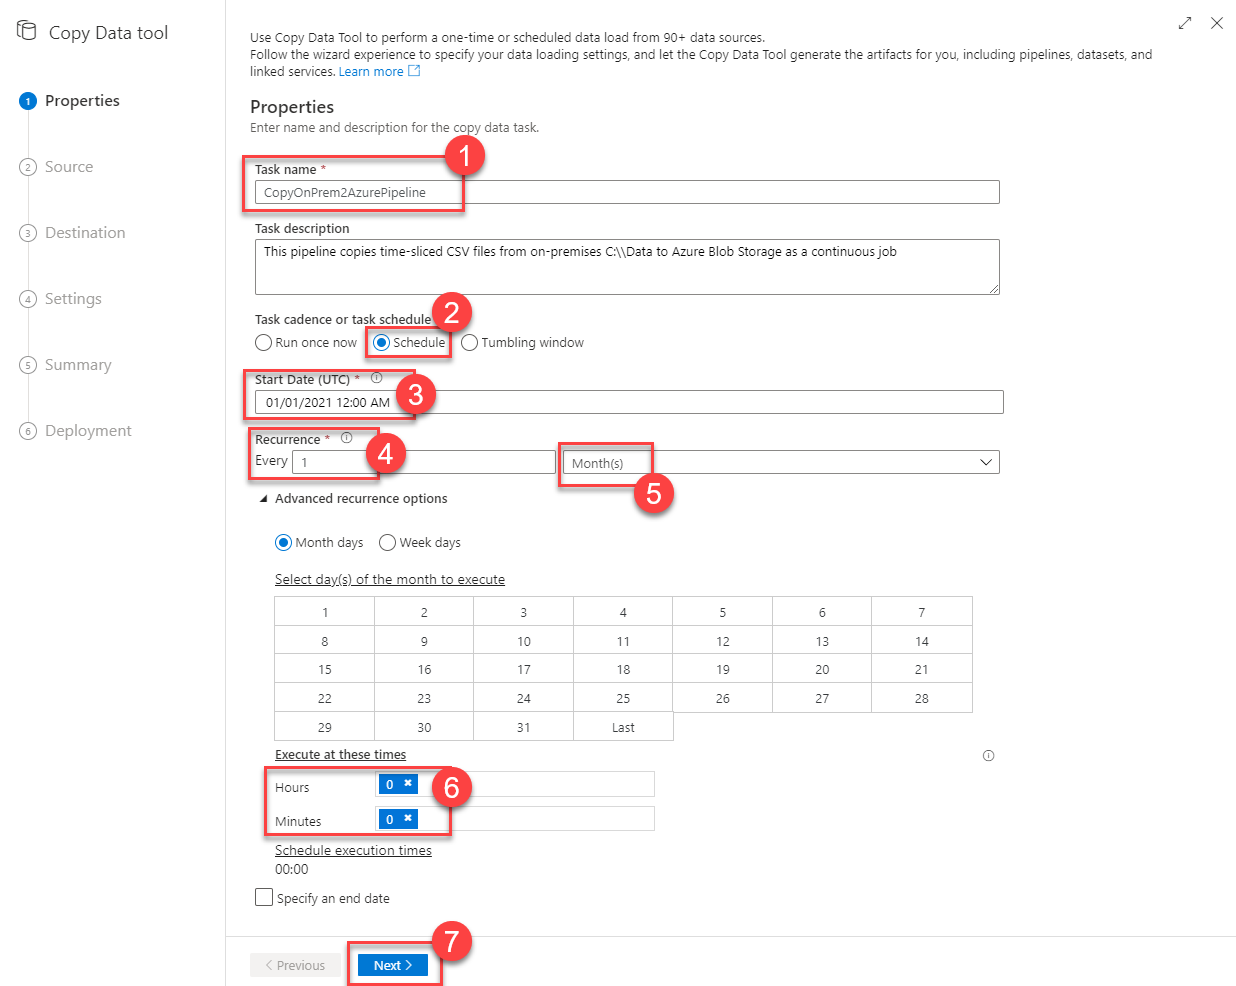 Copy Data tool
1 Properties
2 Source
3 Destination
4 Settings
5 Summary
6 Deployment
Use Copy Data Tool to perform a one-time or scheduled data load from 90+ data sources.
Follow the wizard experience to specify your data loading settings, and let the Copy Data Tool generate the artifacts for you, including pipelines, datasets, and
linked services. Learn more
Properties
Enter name and description for the copy data task.
1
Task name *
CopyOnPrem2AzurePipeline
Task description
This pipeline copies time-sliced CSV files from on-premises C:\\Data to Azure Blob Storage as a continuous job
2
Task cadence or task schedule
Run once now Schedule Tumbling window
Start Date (UTC) *
3
01/01/2021 12:00 AM
Recurrence *
4
Every 1 Month(s)
5
Advanced recurrence options
Month days Week days
Select day(s) of the month to execute
1 2 3 4 5 6 7
8 9 10 11 12 13 14
15 16 17 18 19 20 21
22 23 24 25 26 27 28
29 30 31 Last
Execute at these times
Hours 0
6
Minutes 0
Schedule execution times
00:00
Specify an end date
7
Previous Next